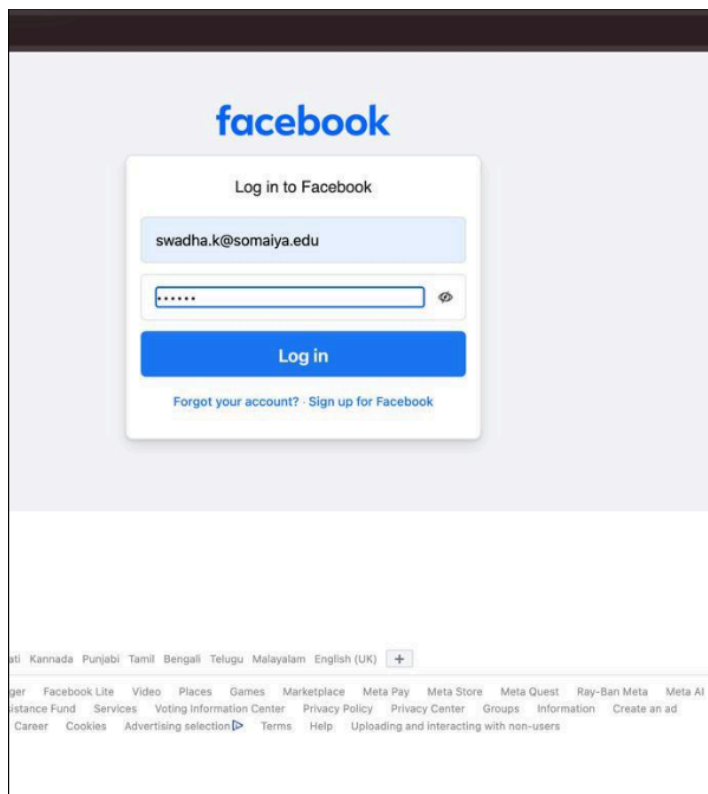 facebook
Log in to Facebook
swadha.k@somaiya.edu
••••••
Log in
Forgot your account? · Sign up for Facebook
ati Kannada Punjabi Tamil Bengali Telugu Malayalam English (UK) +
ger Facebook Lite Video Places Games Marketplace Meta Pay Meta Store Meta Quest Ray-Ban Meta Meta AI
sistance Fund Services Voting Information Center Privacy Policy Privacy Center Groups Information Create an ad
Career Cookies Advertising selection Terms Help Uploading and interacting with non-users